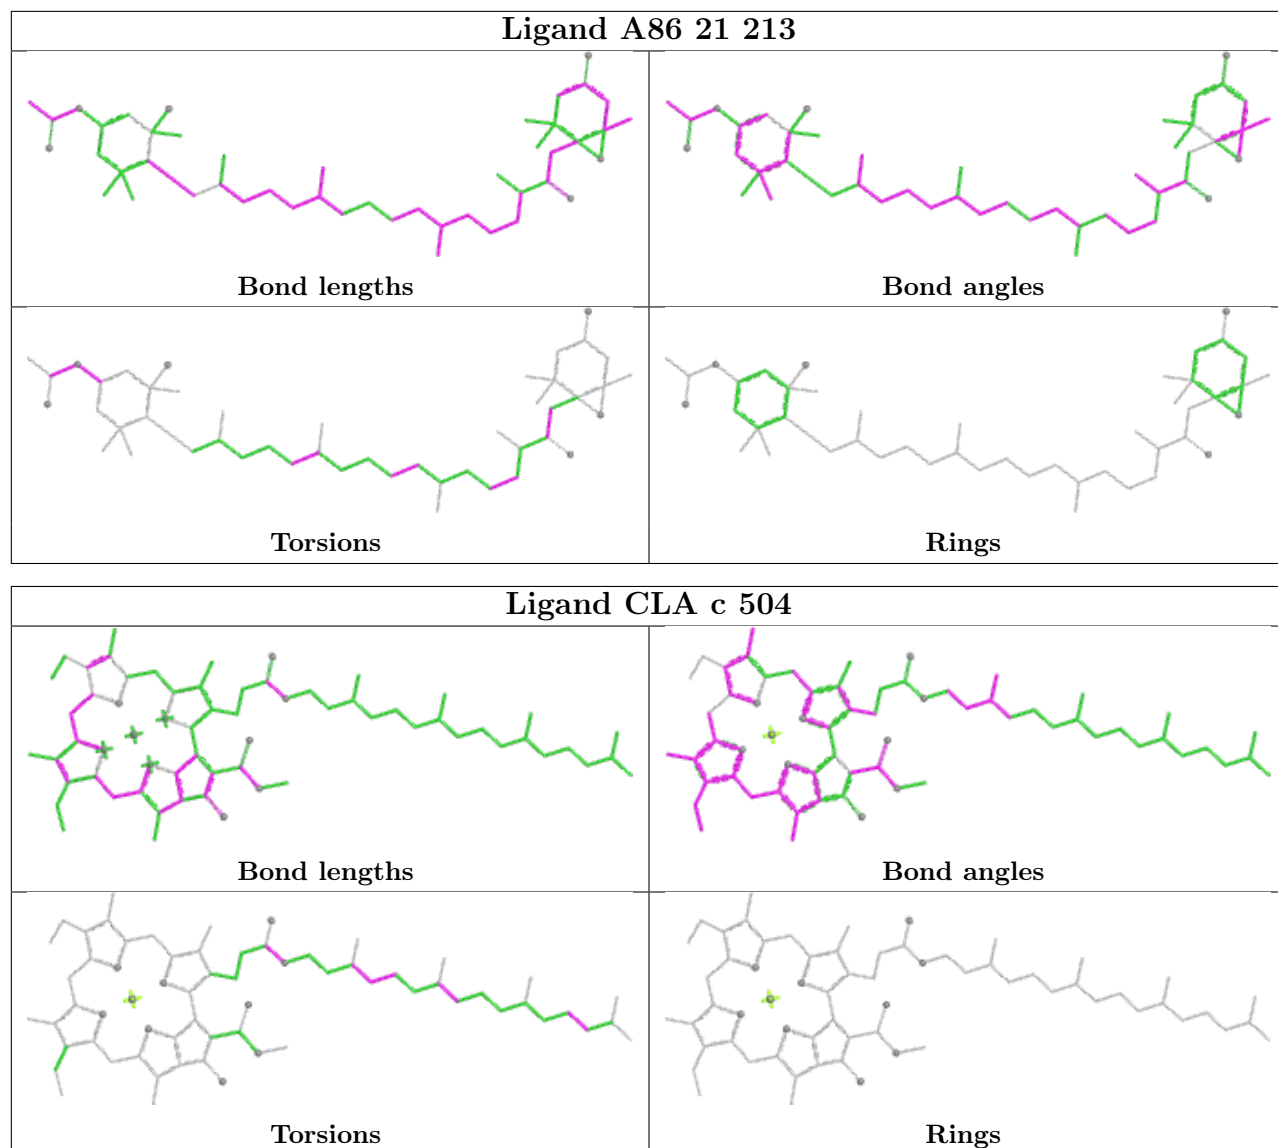 Ligand A86 21 213
Bond lengths
Bond angles
Torsions
Rings
Ligand CLA c 504
Bond lengths
Bond angles
Torsions
Rings